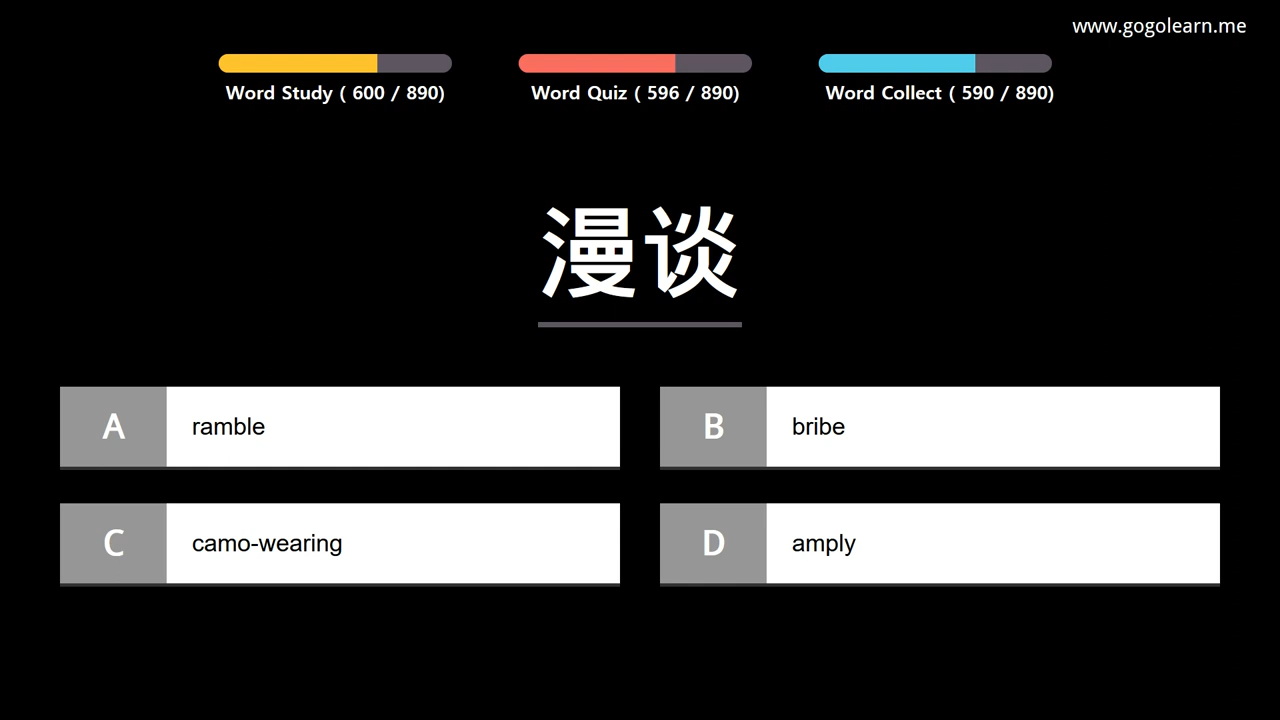 www.gogolearn.me
Word Study ( 600 / 890)
Word Quiz ( 596 / 890)
Word Collect ( 590 / 890)
漫谈
A ramble
B bribe
C camo-wearing
D amply